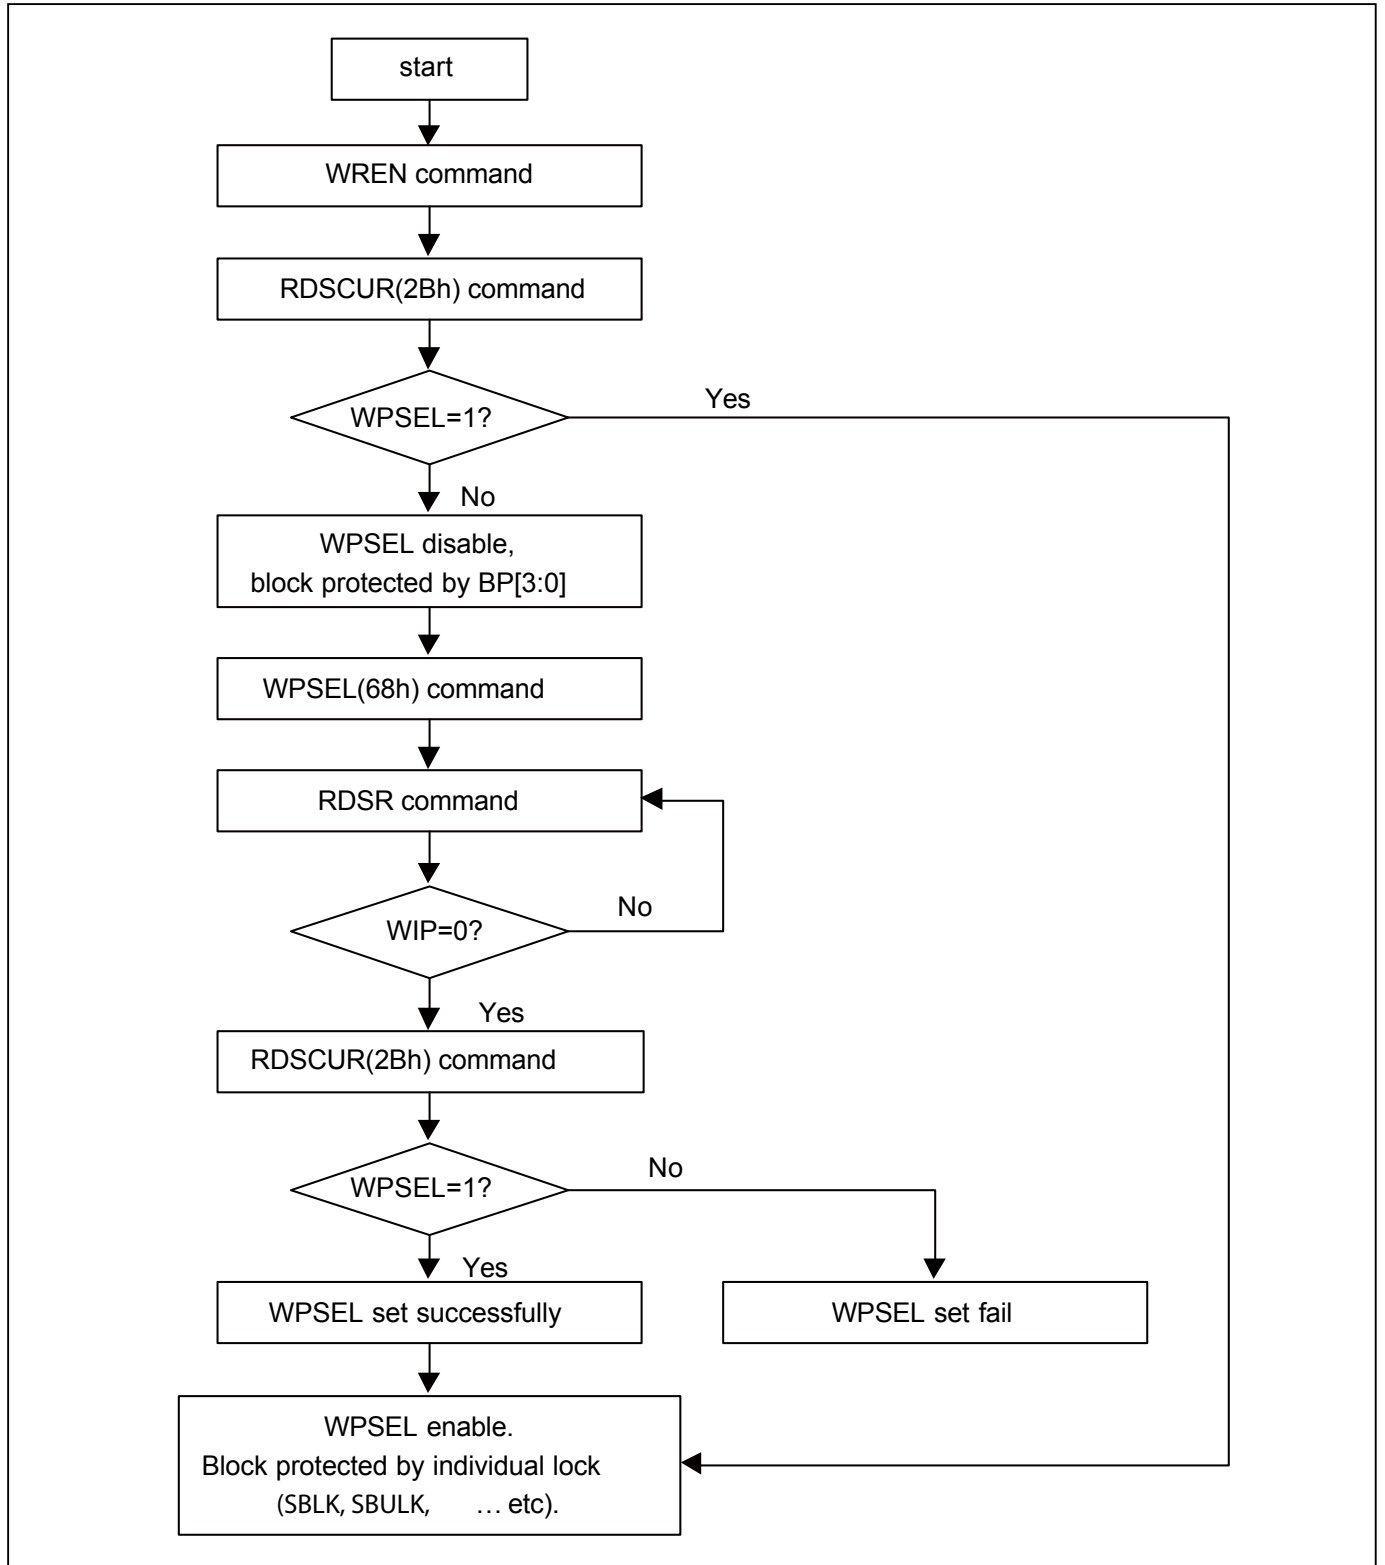 start
WREN command
RDSCUR(2Bh) command
WPSEL=1?
Yes
No
WPSEL disable,
block protected by BP[3:0]
WPSEL(68h) command
RDSR command
WIP=0?
No
Yes
RDSCUR(2Bh) command
WPSEL=1?
No
Yes
WPSEL set successfully
WPSEL set fail
WPSEL enable.
Block protected by individual lock
(SBLK, SBULK, … etc).